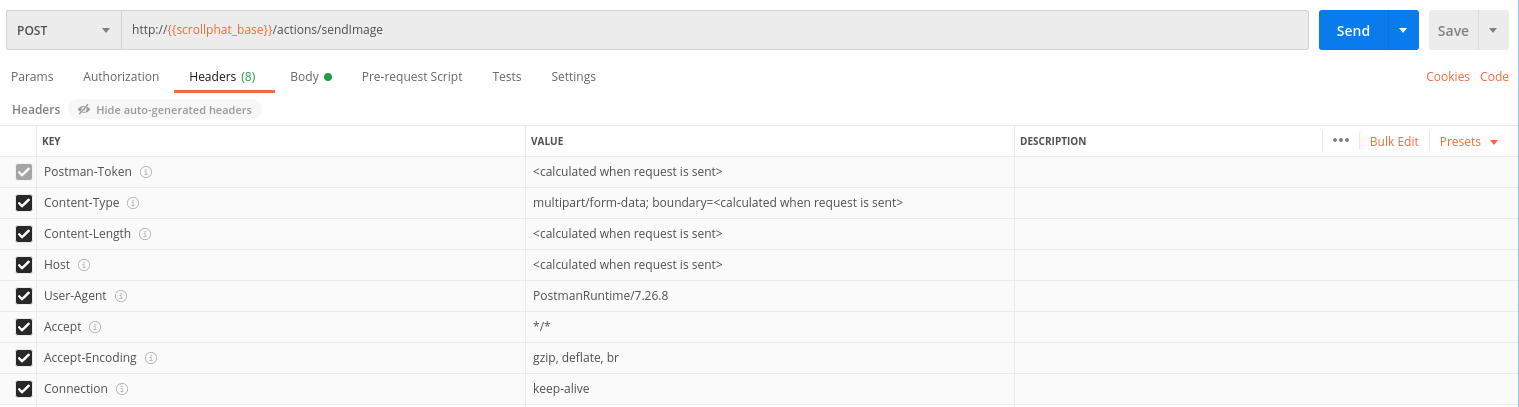 POST http://{{scrollphat_base}}/actions/sendImage Send Save
Params Authorization Headers (8) Body Pre-request Script Tests Settings Cookies Code
Headers Hide auto-generated headers
KEY VALUE DESCRIPTION ••• Bulk Edit Presets
Postman-Token <calculated when request is sent>
Content-Type multipart/form-data; boundary=<calculated when request is sent>
Content-Length <calculated when request is sent>
Host <calculated when request is sent>
User-Agent PostmanRuntime/7.26.8
Accept */*
Accept-Encoding gzip, deflate, br
Connection keep-alive